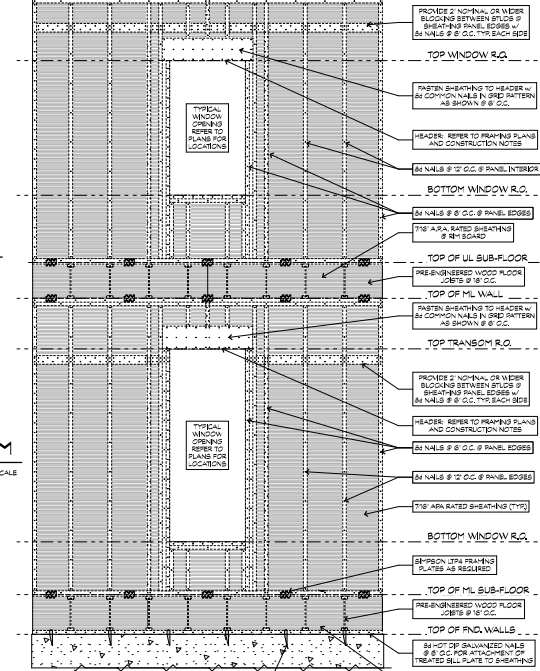 PROVIDE 2" NOMINAL OR WIDER
BLOCKING BETWEEN STUDS @
SHEATHING PANEL EDGES w/
8d NAILS @ 6" O.C. TYP. EACH SIDE
TOP WINDOW R.O.
FASTEN SHEATHING TO HEADER w/
8d COMMON NAILS IN GRID PATTERN
AS SHOWN @ 6" O.C.
TYPICAL
WINDOW
OPENING
REFER TO
PLANS FOR
LOCATIONS
HEADER: REFER TO FRAMING PLANS
AND CONSTRUCTION NOTES
8d NAILS @ 12" O.C. @ PANEL INTERIOR
BOTTOM WINDOW R.O.
8d NAILS @ 6" O.C. @ PANEL EDGES
7/16" A.P.A. RATED SHEATHING
@ RIM BOARD
TOP OF UL SUB-FLOOR
PRE-ENGINEERED WOOD FLOOR
JOISTS @ 16" O.C.
TOP OF ML WALL
FASTEN SHEATHING TO HEADER w/
8d COMMON NAILS IN GRID PATTERN
AS SHOWN @ 6" O.C.
TOP TRANSOM R.O.
PROVIDE 2" NOMINAL OR WIDER
BLOCKING BETWEEN STUDS @
SHEATHING PANEL EDGES w/
8d NAILS @ 6" O.C. TYP. EACH SIDE
HEADER: REFER TO FRAMING PLANS
AND CONSTRUCTION NOTES
TYPICAL
WINDOW
OPENING
REFER TO
PLANS FOR
LOCATIONS
M
SCALE
8d NAILS @ 6" O.C. @ PANEL EDGES
8d NAILS @ 12" O.C. @ PANEL EDGES
7/16" APA RATED SHEATHING (TYP.)
BOTTOM WINDOW R.O.
SIMPSON LTP4 FRAMING
PLATES AS REQUIRED
TOP OF ML SUB-FLOOR
PRE-ENGINEERED WOOD FLOOR
JOISTS @ 16" O.C.
TOP OF FND. WALLS
8d HOT DIP GALVANIZED NAILS
@ 6" O.C. FOR ATTACHMENT OF
TREATED SILL PLATE TO SHEATHING